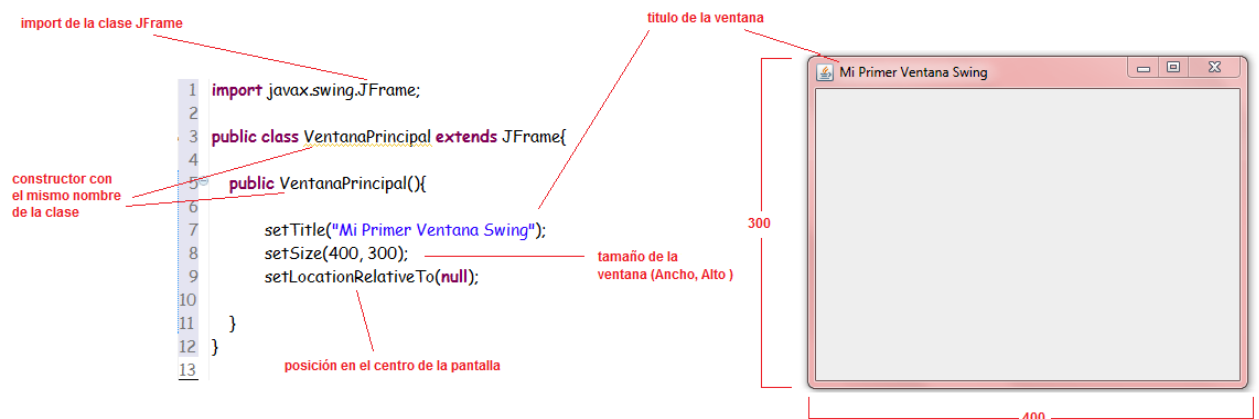 import de la clase JFrame
titulo de la ventana
1 import javax.swing.JFrame;
2
3 public class VentanaPrincipal extends JFrame{
4
constructor con
el mismo nombre
de la clase
5 public VentanaPrincipal(){
6
7 setTitle("Mi Primer Ventana Swing");
8 setSize(400, 300);
9 setLocationRelativeTo(null);
10
11 }
12 }
13
tamaño de la
ventana (Ancho, Alto )
posición en el centro de la pantalla
Mi Primer Ventana Swing
300
400